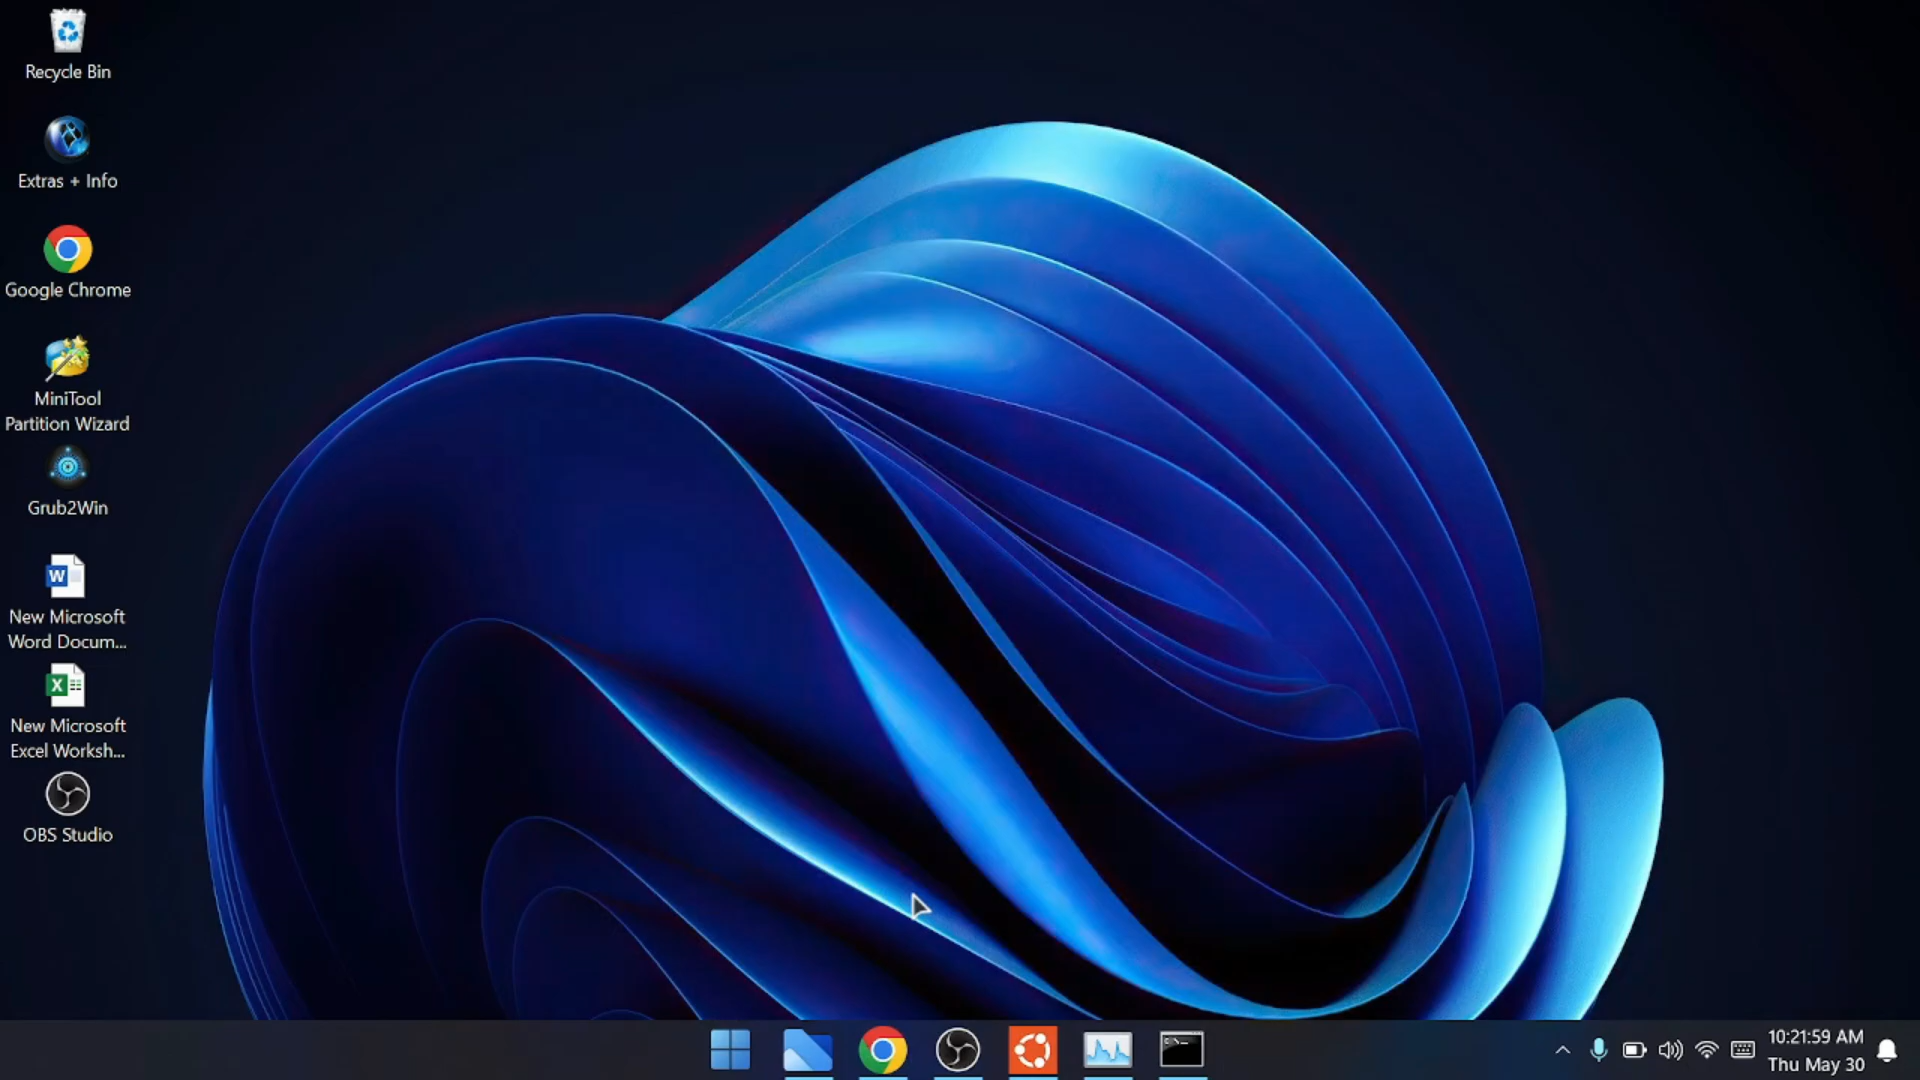 Recycle Bin
Extras + Info
Google Chrome
MiniTool
Partition Wizard
Grub2Win
New Microsoft
Word Docum...
New Microsoft
Excel Worksh...
OBS Studio
10:21:59 AM
Thu May 30